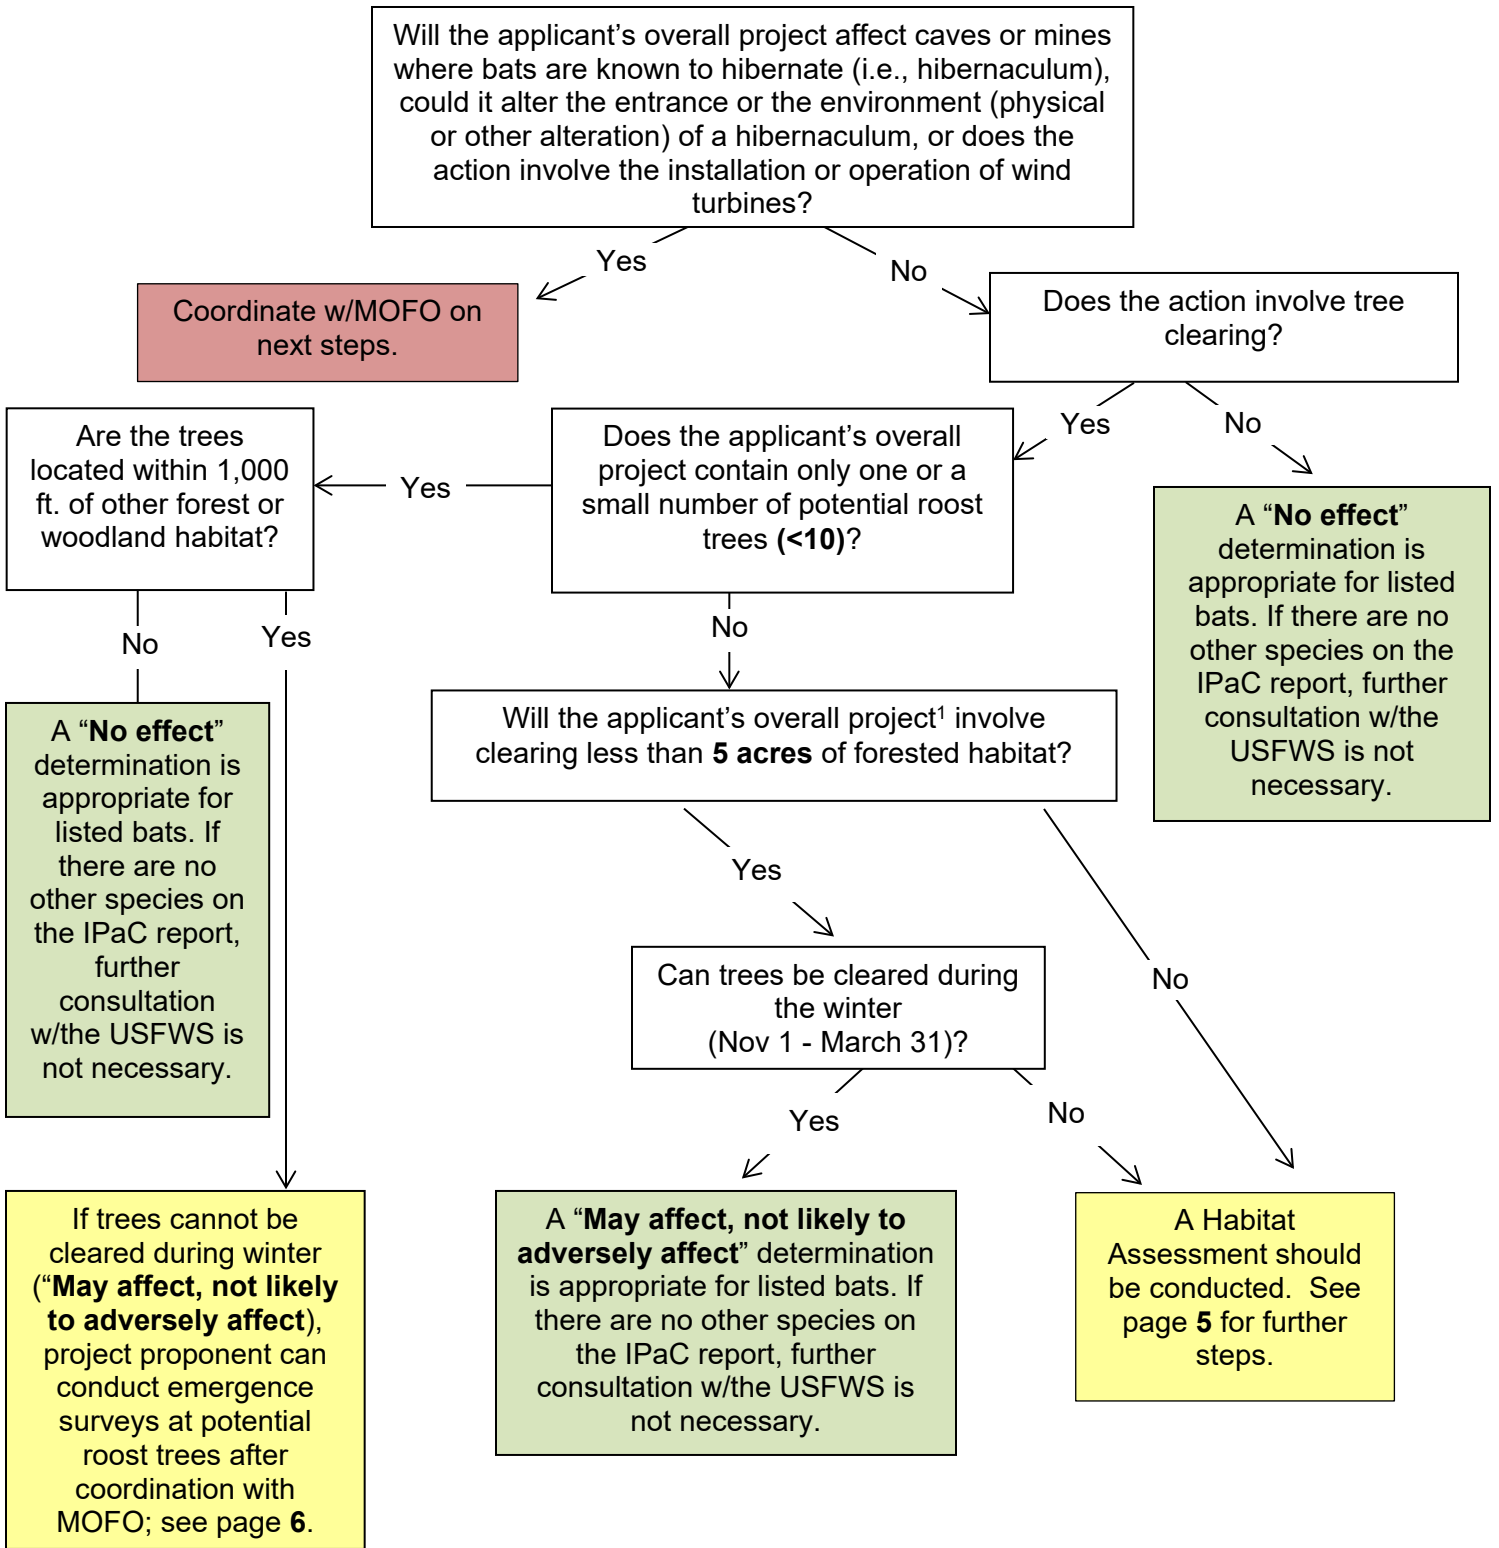 Will the applicant’s overall project affect caves or mines
where bats are known to hibernate (i.e., hibernaculum),
could it alter the entrance or the environment (physical
or other alteration) of a hibernaculum, or does the
action involve the installation or operation of wind
turbines?
Yes
No
Coordinate w/MOFO on
next steps.
Does the action involve tree
clearing?
Yes
No
Are the trees
located within 1,000
ft. of other forest or
woodland habitat?
Yes
Does the applicant’s overall
project contain only one or a
small number of potential roost
trees (<10)?
A “No effect”
determination is
appropriate for listed
bats. If there are no
other species on the
IPaC report, further
consultation w/the
USFWS is not
necessary.
No
Yes
No
A “No effect”
determination is
appropriate for
listed bats. If
there are no
other species on
the IPaC report,
further
consultation
w/the USFWS is
not necessary.
Will the applicant’s overall project¹ involve
clearing less than 5 acres of forested habitat?
Yes
No
Can trees be cleared during
the winter
(Nov 1 - March 31)?
Yes
No
If trees cannot be
cleared during winter
(“May affect, not likely
to adversely affect),
project proponent can
conduct emergence
surveys at potential
roost trees after
coordination with
MOFO; see page 6.
A “May affect, not likely to
adversely affect” determination
is appropriate for listed bats. If
there are no other species on
the IPaC report, further
consultation w/the USFWS is
not necessary.
A Habitat
Assessment should
be conducted.  See
page 5 for further
steps.